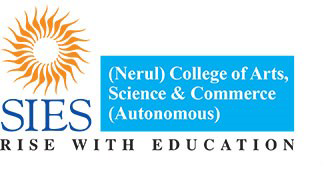 (Nerul) College of Arts,
Science & Commerce
(Autonomous)
SIES
RISE WITH EDUCATION